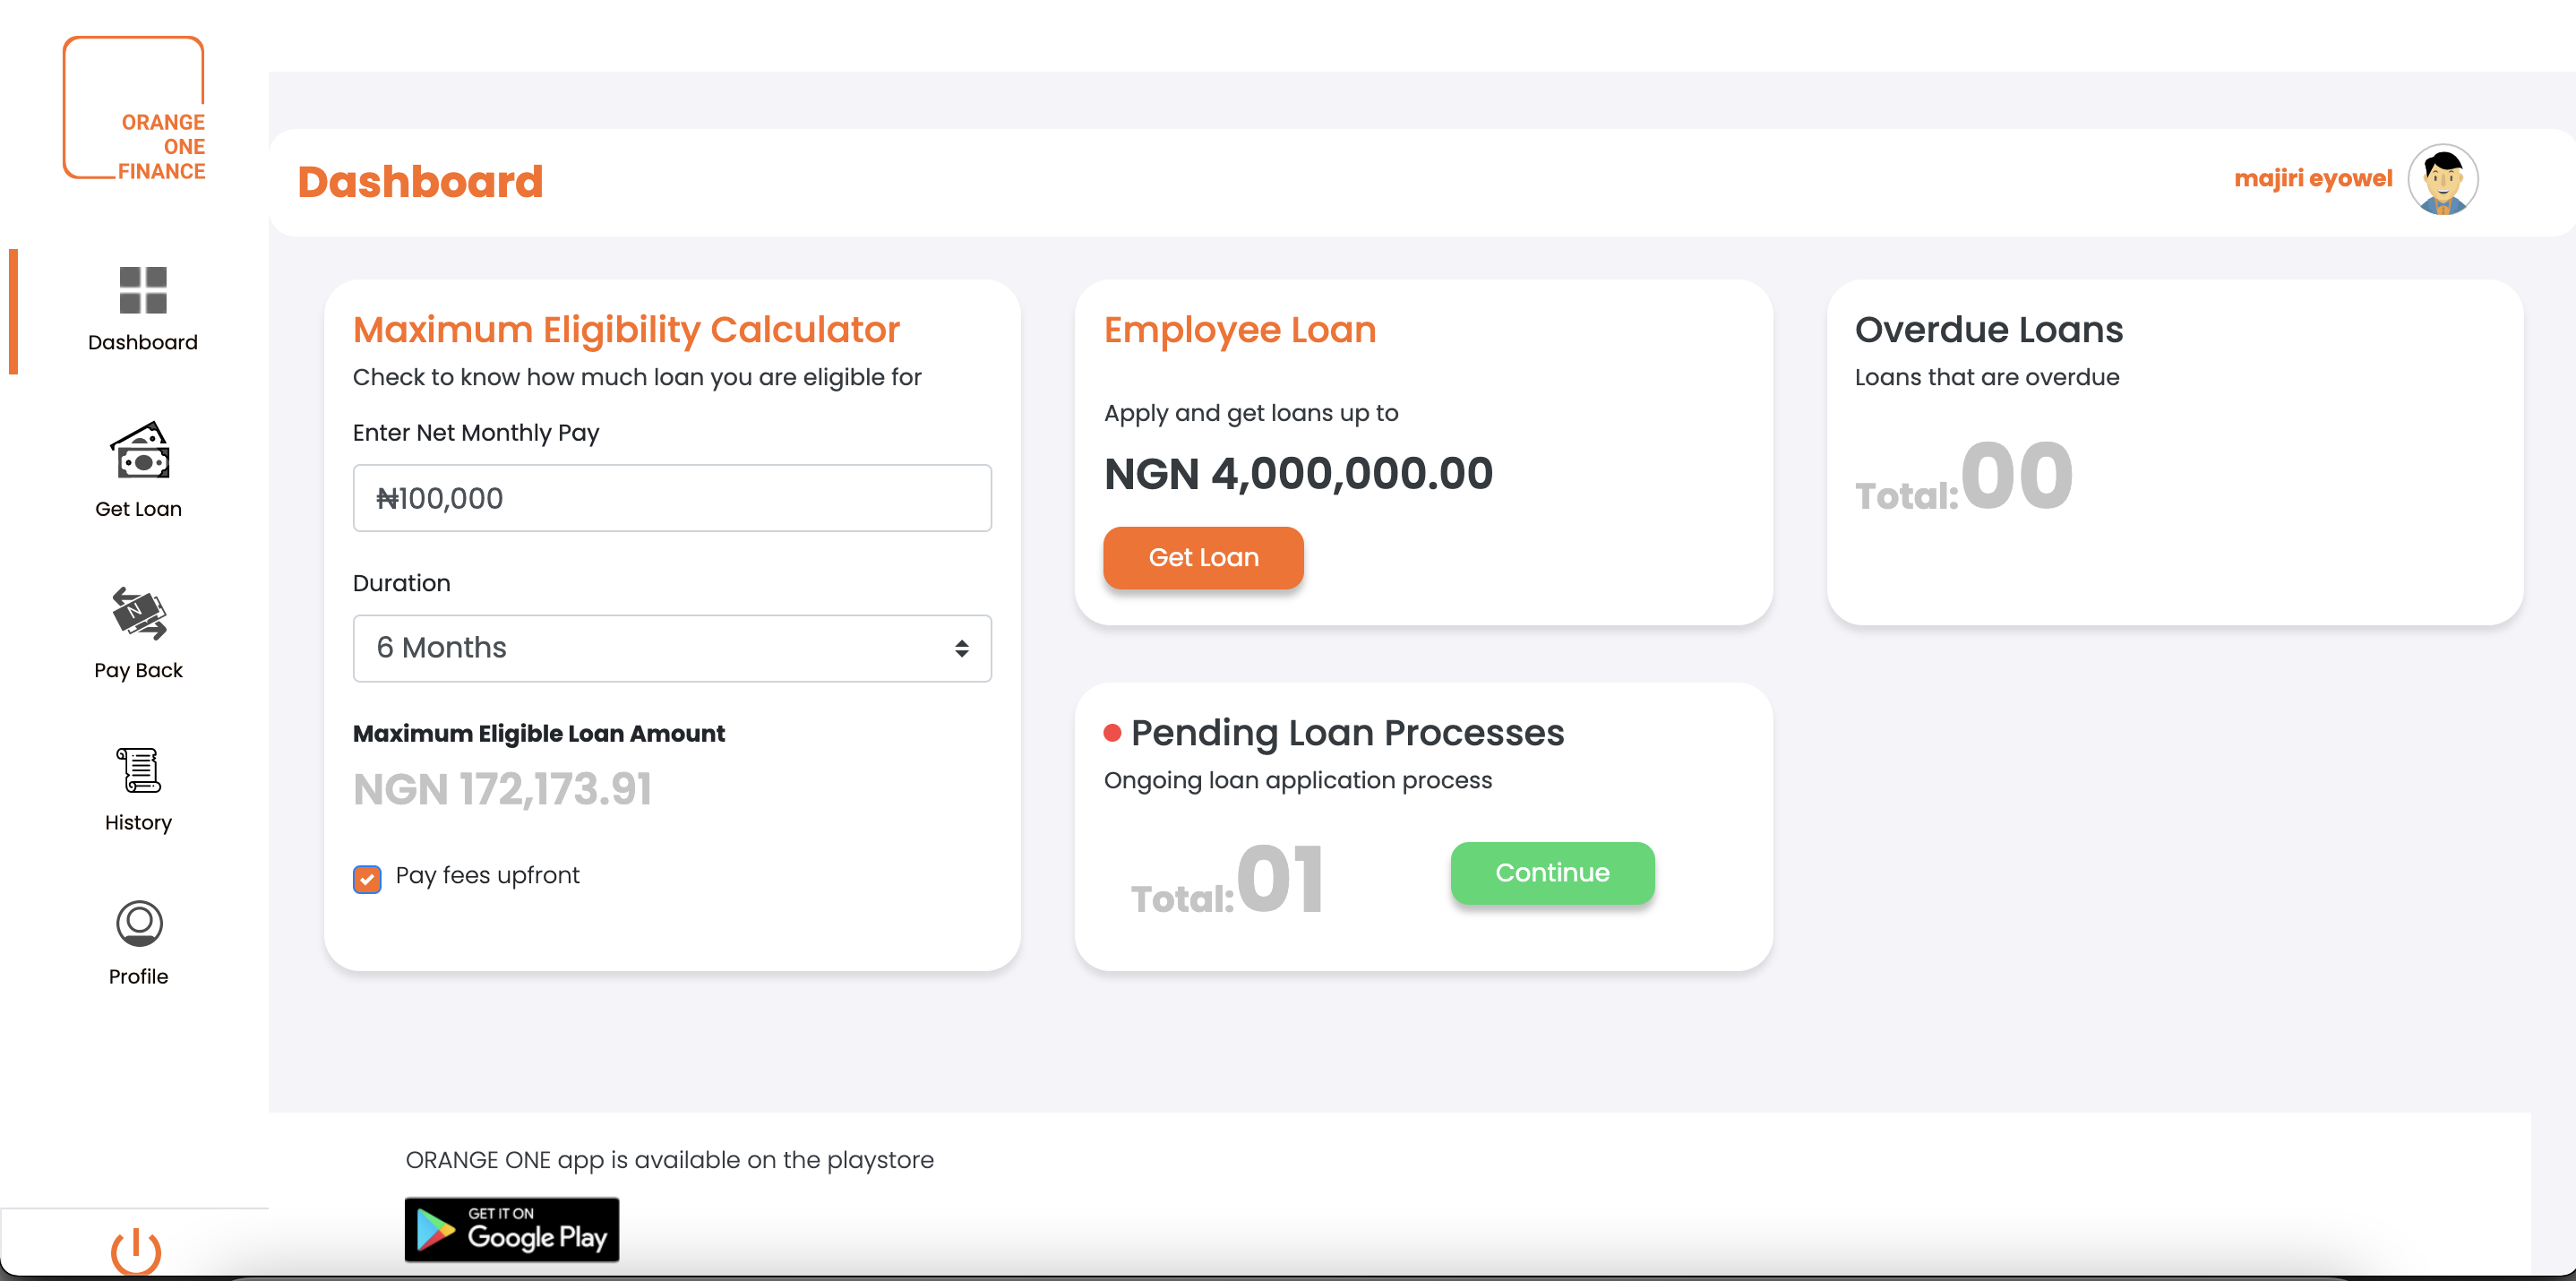 ORANGE
ONE
FINANCE
Dashboard
Get Loan
Pay Back
N
History
Profile
Dashboard
majiri eyowel
Maximum Eligibility Calculator
Check to know how much loan you are eligible for
Enter Net Monthly Pay
₦100,000
Duration
6 Months
Maximum Eligible Loan Amount
NGN 172,173.91
Pay fees upfront
Employee Loan
Apply and get loans up to
NGN 4,000,000.00
Get Loan
Pending Loan Processes
Ongoing loan application process
Total:01
Continue
Overdue Loans
Loans that are overdue
Total:00
ORANGE ONE app is available on the playstore
GET IT ON
Google Play